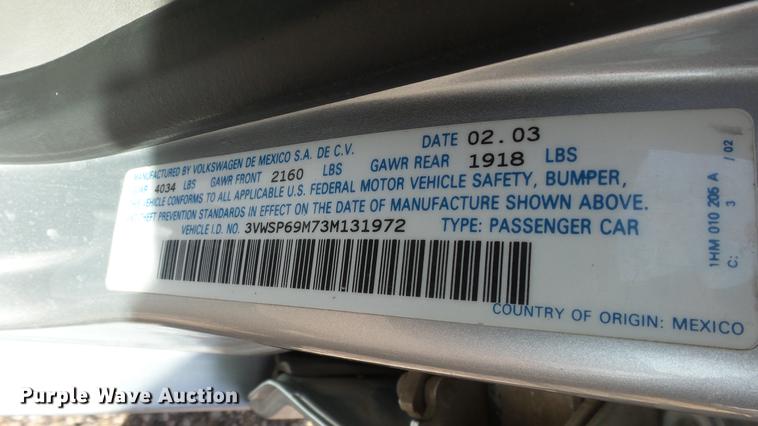 MANUFACTURED BY VOLKSWAGEN DE MEXICO S.A. DE C.V. DATE 02.03
4034 LBS GAWR FRONT 2160 LBS GAWR REAR 1918 LBS
VEHICLE CONFORMS TO ALL APPLICABLE U.S. FEDERAL MOTOR VEHICLE SAFETY, BUMPER,
THEFT PREVENTION STANDARDS IN EFFECT ON THE DATE OF MANUFACTURE SHOWN ABOVE.
VEHICLE I.D. NO. 3VWSP69M73M131972 TYPE: PASSENGER CAR
COUNTRY OF ORIGIN: MEXICO
1HM 010 205 A / 02
C: 3
Purple Wave Auction